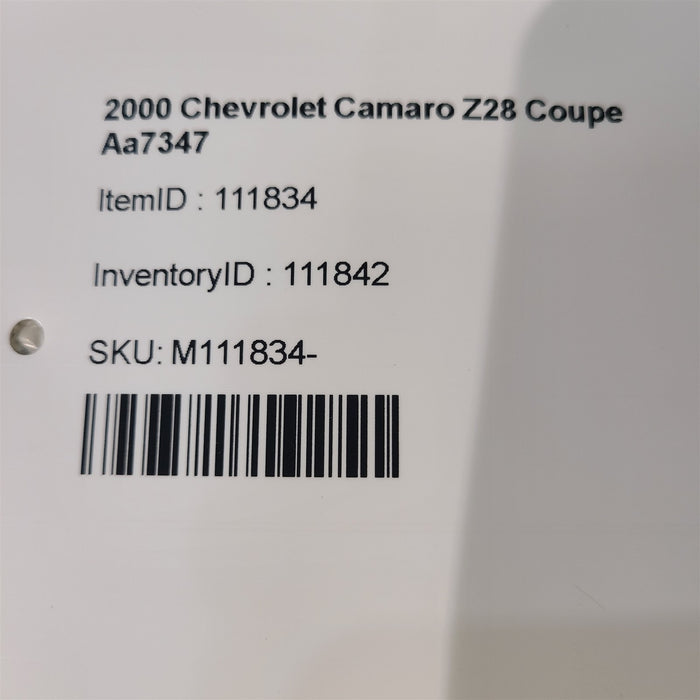 2000 Chevrolet Camaro Z28 Coupe
Aa7347
ItemID : 111834
InventoryID : 111842
SKU: M111834-